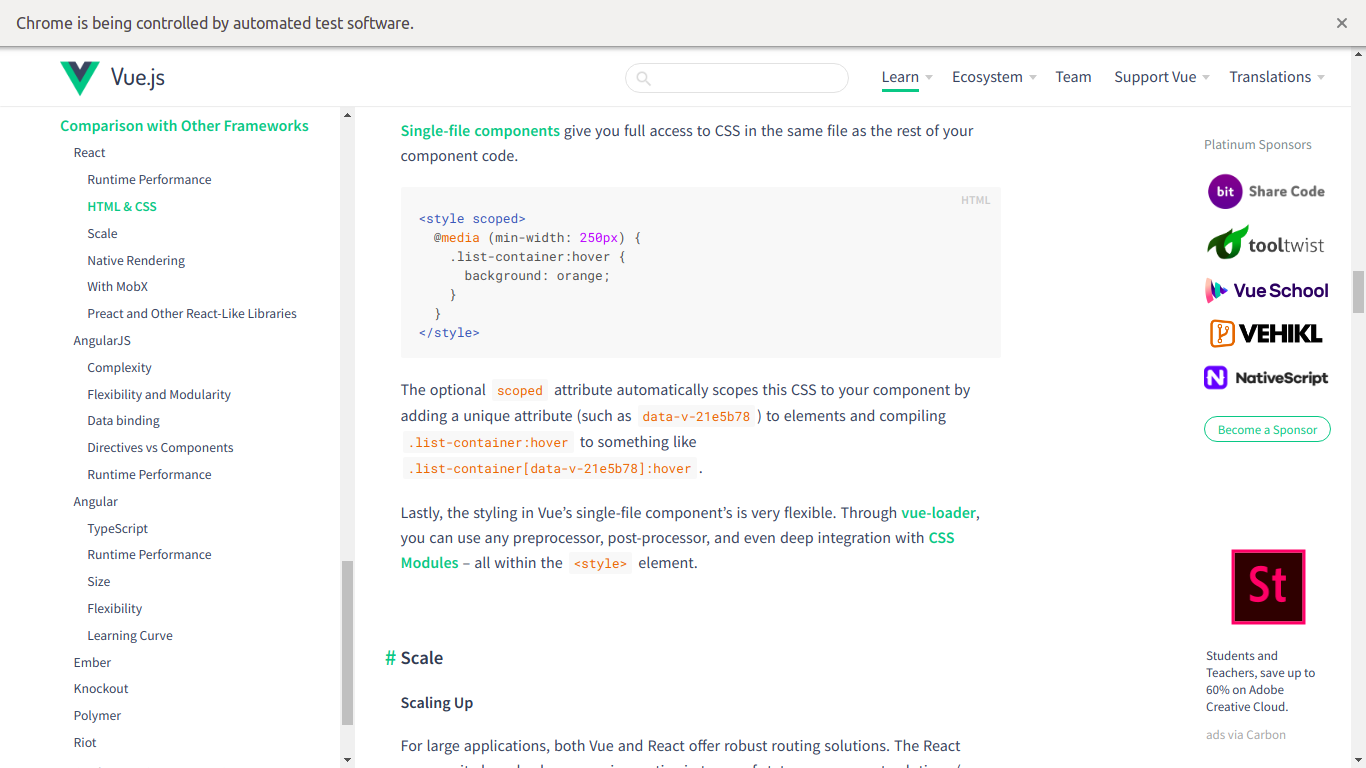 Chrome is being controlled by automated test software.
Vue.js
Learn
Ecosystem
Team
Support Vue
Translations
Comparison with Other Frameworks
React
Runtime Performance
HTML & CSS
Scale
Native Rendering
With MobX
Preact and Other React-Like Libraries
AngularJS
Complexity
Flexibility and Modularity
Data binding
Directives vs Components
Runtime Performance
Angular
TypeScript
Runtime Performance
Size
Flexibility
Learning Curve
Ember
Knockout
Polymer
Riot
Single-file components give you full access to CSS in the same file as the rest of your
component code.
HTML
<style scoped>
@media (min-width: 250px) {
.list-container:hover {
background: orange;
}
}
</style>
The optional scoped attribute automatically scopes this CSS to your component by
adding a unique attribute (such as data-v-21e5b78 ) to elements and compiling
.list-container:hover to something like
.list-container[data-v-21e5b78]:hover .
Lastly, the styling in Vue’s single-file component’s is very flexible. Through vue-loader,
you can use any preprocessor, post-processor, and even deep integration with CSS
Modules – all within the <style> element.
# Scale
Scaling Up
For large applications, both Vue and React offer robust routing solutions. The React
Platinum Sponsors
bit Share Code
tooltwist
Vue School
VEHIKL
N NativeScript
Become a Sponsor
St
Students and
Teachers, save up to
60% on Adobe
Creative Cloud.
ads via Carbon